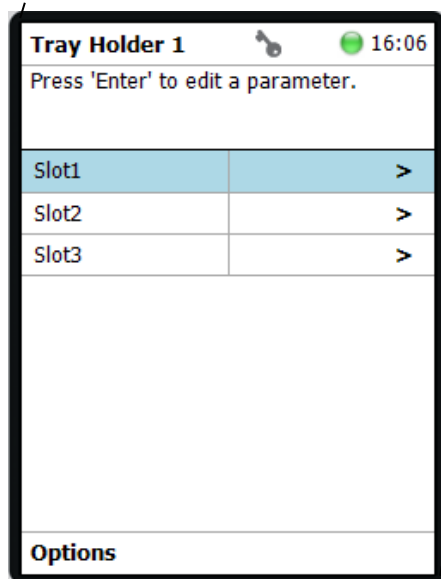 Tray Holder 1 16:06
Press 'Enter' to edit a parameter.
Slot1 >
Slot2 >
Slot3 >
Options